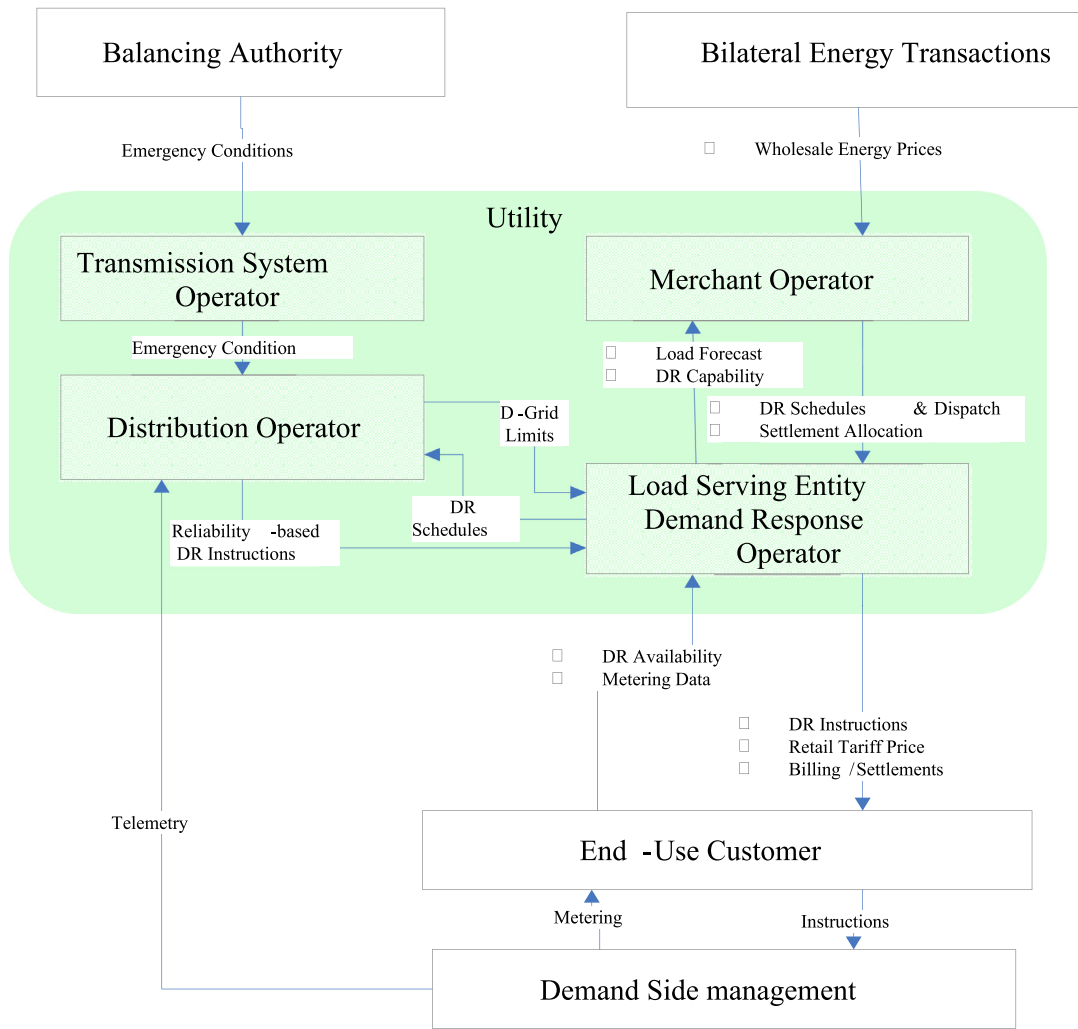 Balancing Authority
Bilateral Energy Transactions
Emergency Conditions
Wholesale Energy Prices
Utility
Transmission System
Operator
Merchant Operator
Emergency Condition
Load Forecast
DR Capability
Distribution Operator
D -Grid
Limits
DR Schedules & Dispatch
Settlement Allocation
Load Serving Entity
Demand Response
Operator
DR
Schedules
Reliability -based
DR Instructions
DR Availability
Metering Data
DR Instructions
Retail Tariff Price
Billing /Settlements
Telemetry
End -Use Customer
Metering
Instructions
Demand Side management